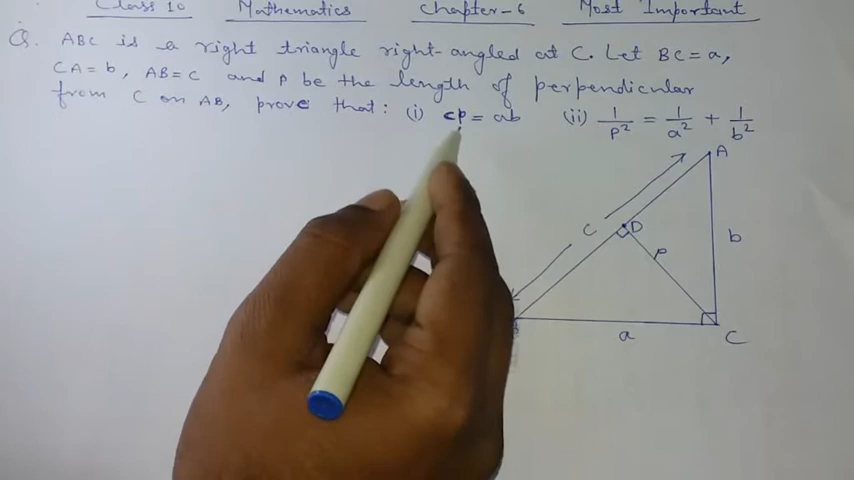 Class 10 Mathematics Chapter-6 Most Important
Q. ABC is a right triangle right-angled at C. Let BC = a,
CA = b, AB = c and p be the length of perpendicular
from C on AB, prove that: (i) cp = ab (ii) 1/p² = 1/a² + 1/b²
A
c
D
b
p
B
a
C